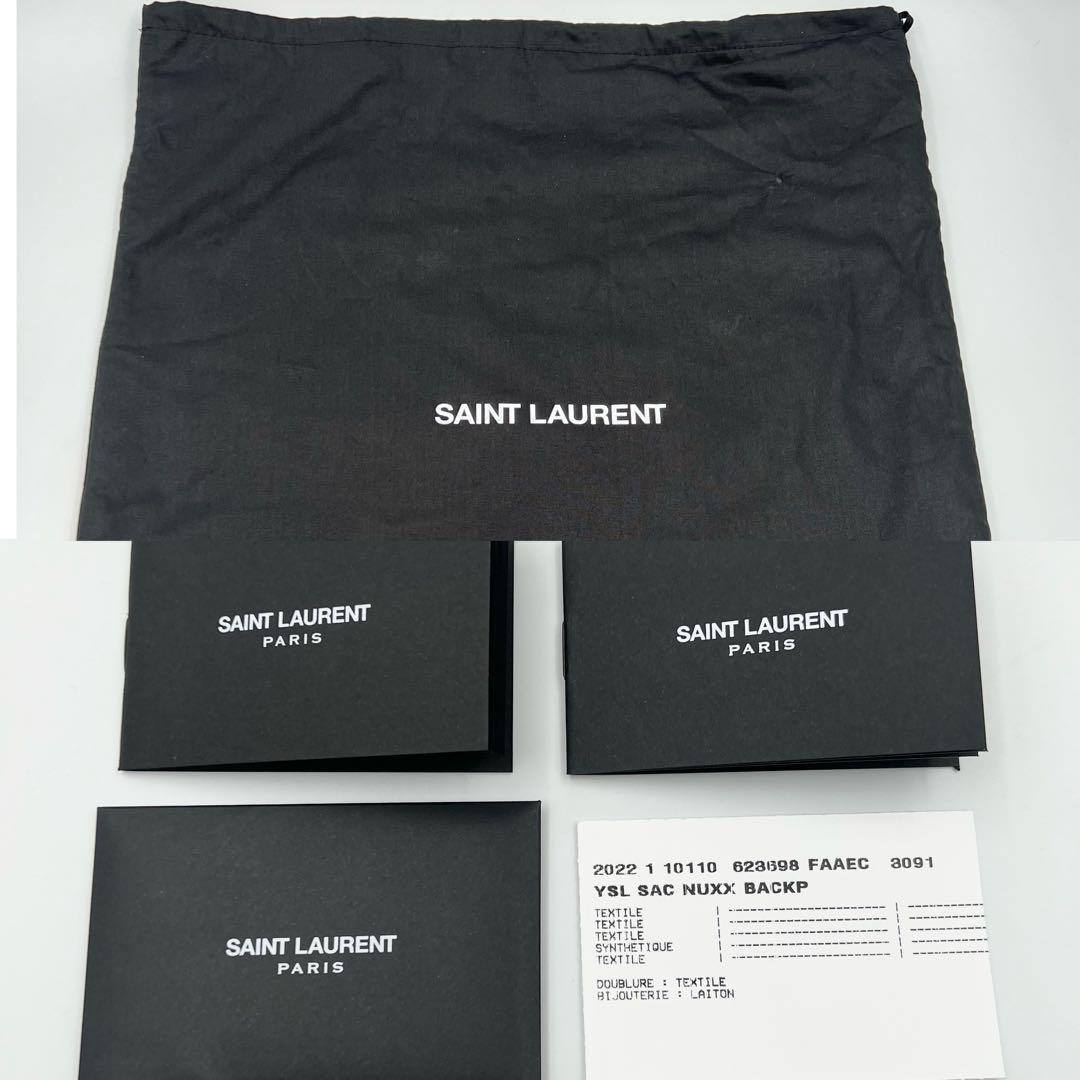 SAINT LAURENT
SAINT LAURENT
PARIS
SAINT LAURENT
PARIS
SAINT LAURENT
PARIS
2022 1 10110 623698 FAAEC 3091
YSL SAC NUXX BACKP
TEXTILE
TEXTILE
TEXTILE
SYNTHETIQUE
TEXTILE
DOUBLURE : TEXTILE
BIJOUTERIE : LAITON